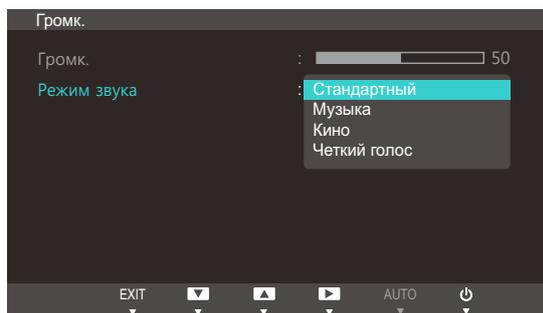 Громк.
Громк. : 50
Режим звука : Стандартный
Музыка
Кино
Четкий голос
EXIT AUTO